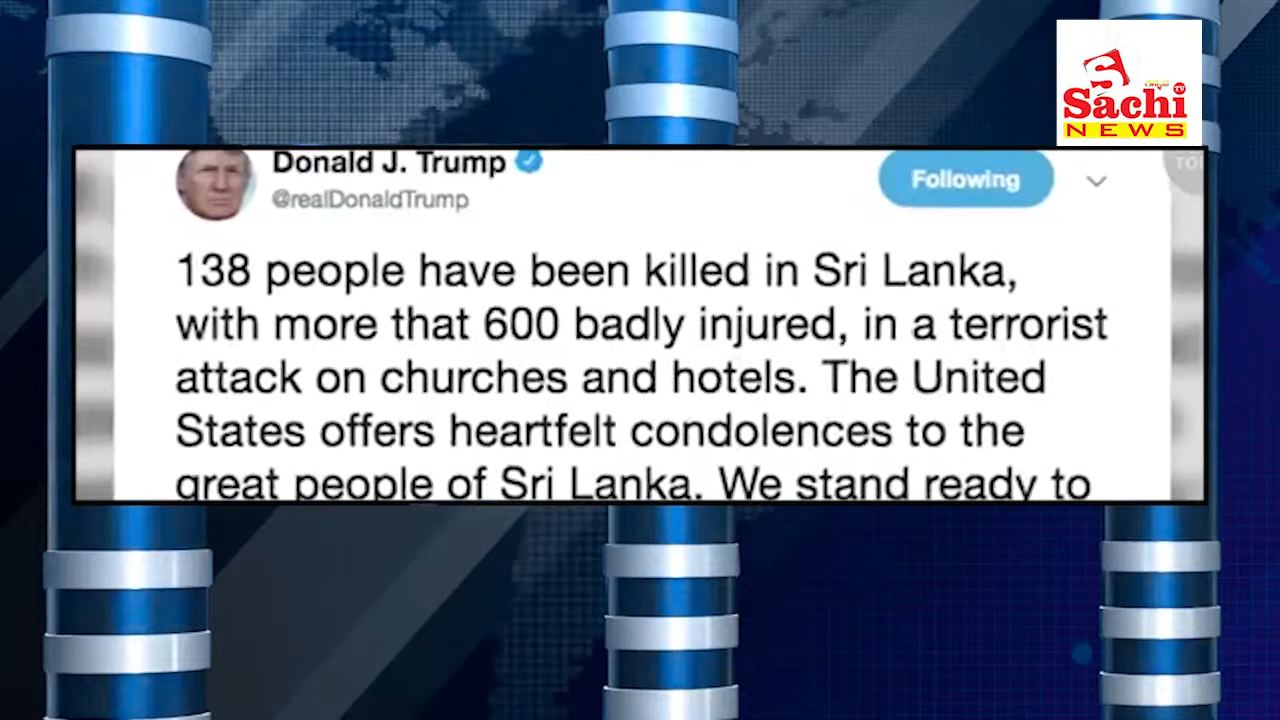 Sachi TV
NEWS
Donald J. Trump
@realDonaldTrump
Following
138 people have been killed in Sri Lanka,
with more that 600 badly injured, in a terrorist
attack on churches and hotels. The United
States offers heartfelt condolences to the
great people of Sri Lanka. We stand ready to